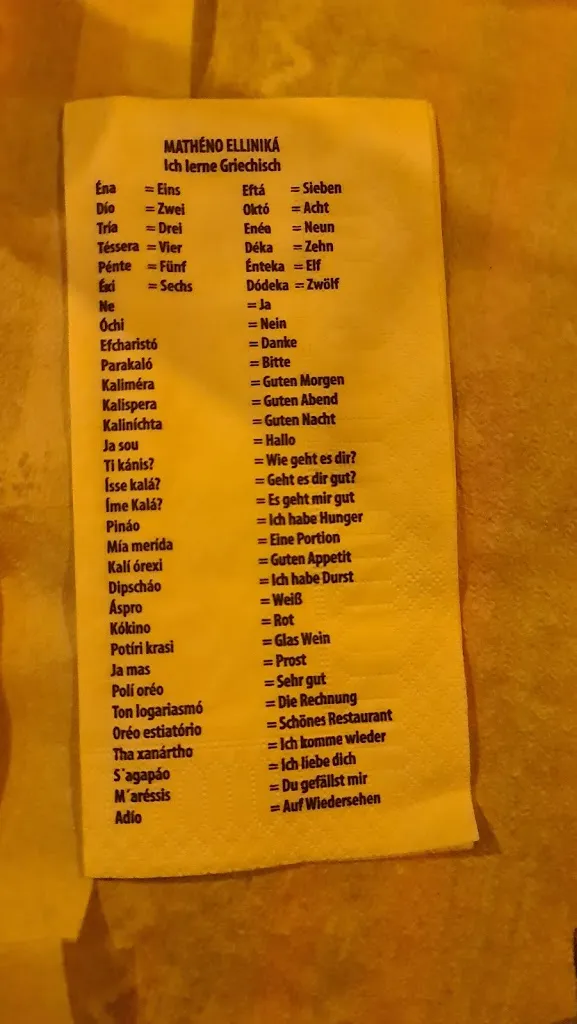 MATHÉNO ELLINIKÁ
Ich lerne Griechisch
Éna = Eins Eftá = Sieben
Dío = Zwei Októ = Acht
Tría = Drei Enéa = Neun
Téssera = Vier Déka = Zehn
Pénte = Fünf Énteka = Elf
Éxi = Sechs Dódeka = Zwölf
Ne = Ja
Óchi = Nein
Efcharistó = Danke
Parakaló = Bitte
Kaliméra = Guten Morgen
Kalispera = Guten Abend
Kaliníchta = Guten Nacht
Ja sou = Hallo
Ti kánis? = Wie geht es dir?
Ísse kalá? = Geht es dir gut?
Íme Kalá? = Es geht mir gut
Pináo = Ich habe Hunger
Mía merída = Eine Portion
Kalí órexi = Guten Appetit
Dipscháo = Ich habe Durst
Áspro = Weiß
Kókino = Rot
Potíri krasi = Glas Wein
Ja mas = Prost
Polí oréo = Sehr gut
Ton logariasmó = Die Rechnung
Oréo estiatório = Schönes Restaurant
Tha xanártho = Ich komme wieder
S´agapáo = Ich liebe dich
M´aréssis = Du gefällst mir
Adío = Auf Wiedersehen